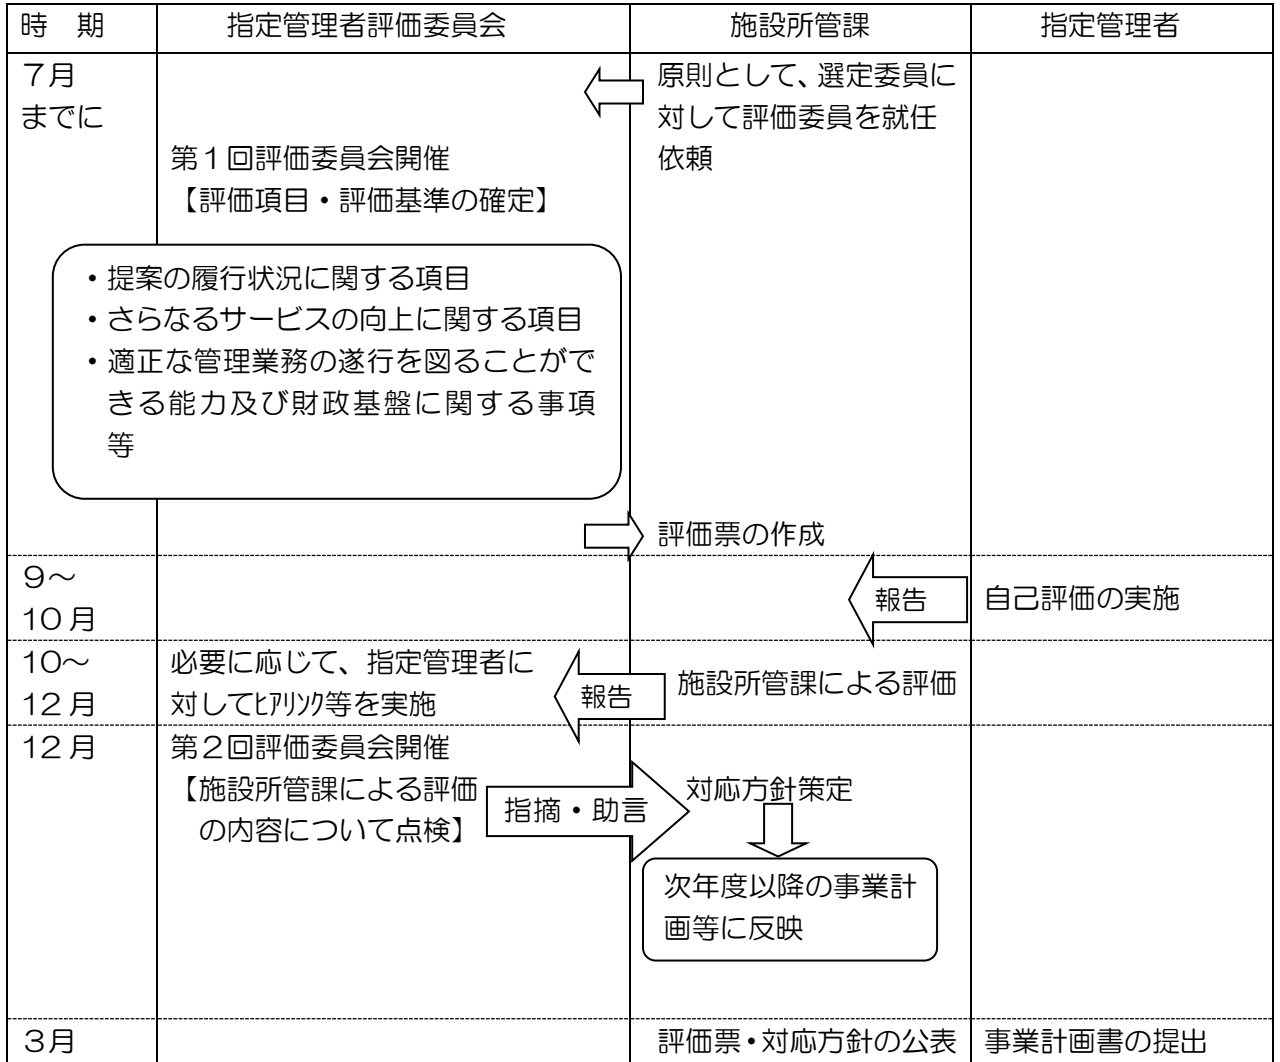 時　期
指定管理者評価委員会
施設所管課
指定管理者
７月
までに
原則として、選定委員に
対して評価委員を就任
依頼
第１回評価委員会開催
【評価項目・評価基準の確定】
・提案の履行状況に関する項目
・さらなるサービスの向上に関する項目
・適正な管理業務の遂行を図ることがで
きる能力及び財政基盤に関する事項
等
評価票の作成
９～
10月
報告
自己評価の実施
10～
12月
必要に応じて、指定管理者に
対してﾋｱﾘﾝｸ等を実施
報告
施設所管課による評価
12月
第２回評価委員会開催
【施設所管課による評価
の内容について点検】
指摘・助言
対応方針策定
次年度以降の事業計
画等に反映
３月
評価票・対応方針の公表
事業計画書の提出